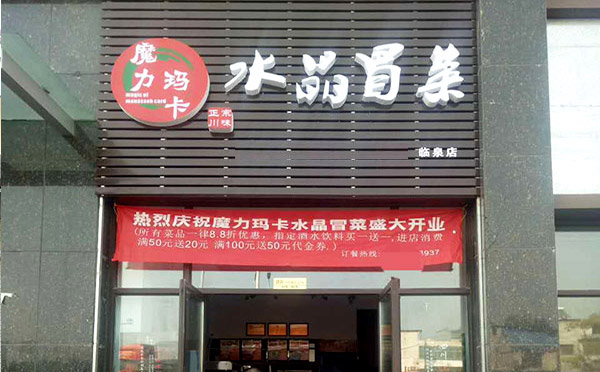 魔力玛卡
magic of
水晶冒菜
正宗
川味
临泉店
热烈庆祝魔力玛卡水晶冒菜盛大开业
(所有菜品一律8.8折优惠，指定酒水饮料买一送一,进店消费
满50元送20元 满100元送50元代金券.)
订餐热线: 1937